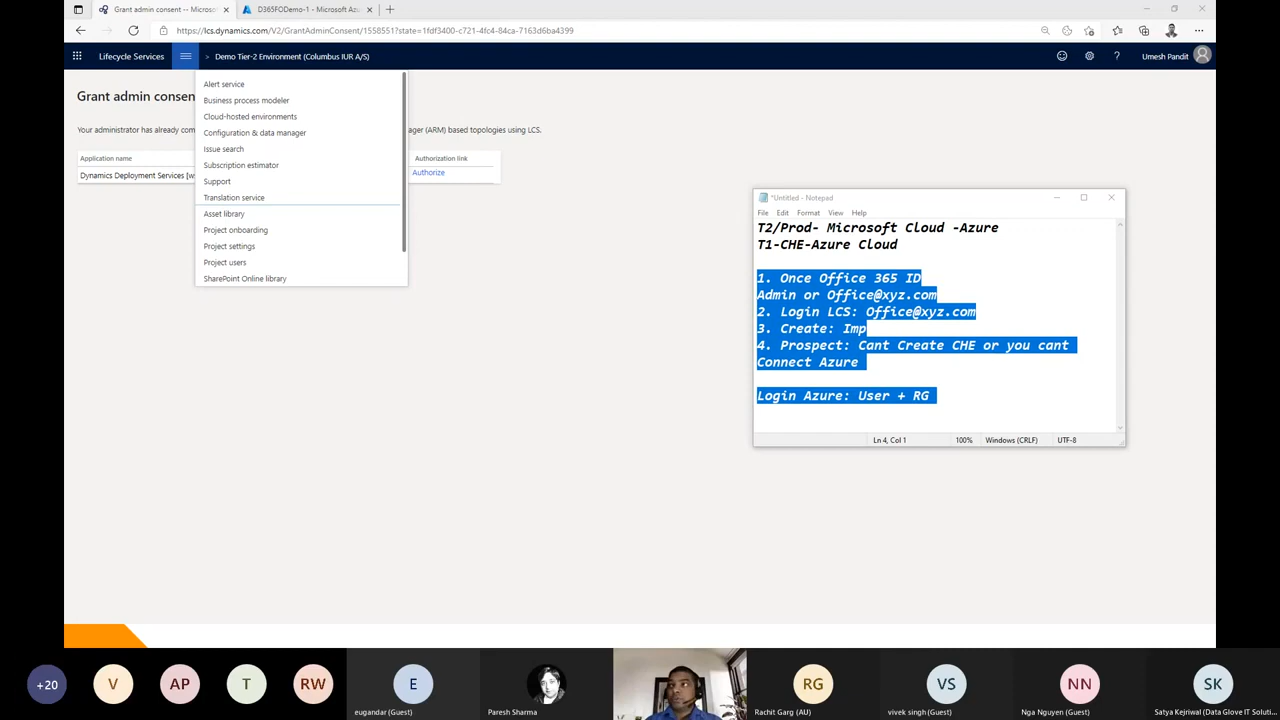 Grant admin consent -- Microsof
D365FODemo-1 - Microsoft Azu
https://lcs.dynamics.com/V2/GrantAdminConsent/1558551?state=1fdf3400-c721-4fc4-84ca-7163d6ba4399
Lifecycle Services
> Demo Tier-2 Environment (Columbus IUR A/S)
Umesh Pandit
Grant admin consen
Your administrator has already com
ager (ARM) based topologies using LCS.
Application name
Authorization link
Dynamics Deployment Services [w
Authorize
Alert service
Business process modeler
Cloud-hosted environments
Configuration & data manager
Issue search
Subscription estimator
Support
Translation service
Asset library
Project onboarding
Project settings
Project users
SharePoint Online library
*Untitled - Notepad
File Edit Format View Help
T2/Prod- Microsoft Cloud -Azure
T1-CHE-Azure Cloud
1. Once Office 365 ID
Admin or Office@xyz.com
2. Login LCS: Office@xyz.com
3. Create: Imp
4. Prospect: Cant Create CHE or you cant
Connect Azure
Login Azure: User + RG
Ln 4, Col 1 100% Windows (CRLF) UTF-8
+20 V AP T RW E RG VS NN SK
eugandar (Guest)
Paresh Sharma
Rachit Garg (AU)
vivek singh (Guest)
Nga Nguyen (Guest)
Satya Kejriwal (Data Glove IT Soluti...